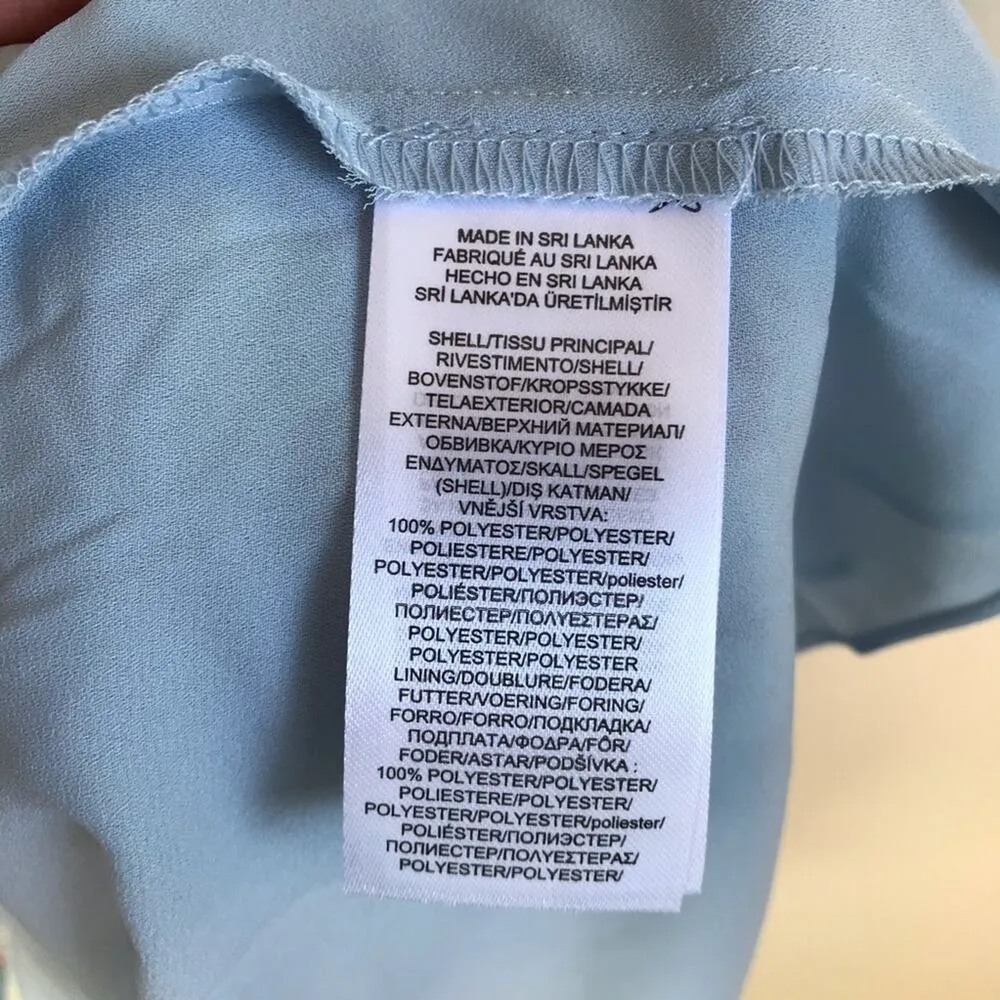 MADE IN SRI LANKA
FABRIQUÉ AU SRI LANKA
HECHO EN SRI LANKA
SRİ LANKA'DA ÜRETİLMİŞTİR
SHELL/TISSU PRINCIPAL/
RIVESTIMENTO/SHELL/
BOVENSTOF/KROPSSTYKKE/
TELAEXTERIOR/CAMADA
EXTERNA/ВЕРХНИЙ МАТЕРИАЛ/
ОБВИВКА/ΚΥΡΙΟ ΜΕΡΟΣ
ΕΝΔΥΜΑΤΟΣ/SKALL/SPEGEL
(SHELL)/DIŞ KATMAN/
VNĚJŠÍ VRSTVA:
100% POLYESTER/POLYESTER/
POLIESTERE/POLYESTER/
POLYESTER/POLYESTER/poliester/
POLIÉSTER/ПОЛИЭСТЕР/
ПОЛИЕСТЕР/ΠΟΛΥΕΣΤΕΡΑΣ/
POLYESTER/POLYESTER/
POLYESTER/POLYESTER
LINING/DOUBLURE/FODERA/
FUTTER/VOERING/FORING/
FORRO/FORRO/ПОДКЛАДКА/
ПОДПЛАТА/ΦΟΔΡΑ/FÔR/
FODER/ASTAR/PODŠÍVKA :
100% POLYESTER/POLYESTER/
POLIESTERE/POLYESTER/
POLYESTER/POLYESTER/poliester/
POLIÉSTER/ПОЛИЭСТЕР/
ПОЛИЕСТЕР/ΠΟΛΥΕΣΤΕΡΑΣ/
POLYESTER/POLYESTER/